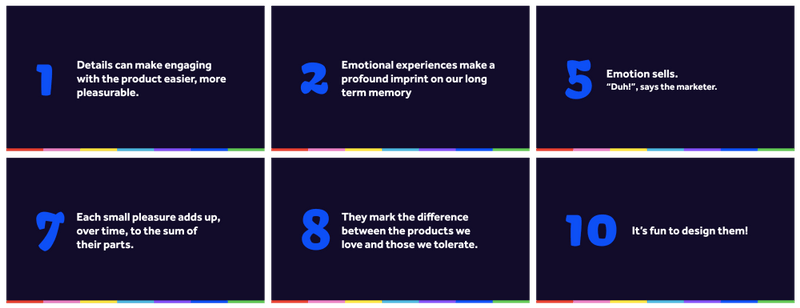 1
Details can make engaging
with the product easier, more
pleasurable.
2
Emotional experiences make a
profound imprint on our long
term memory
5
Emotion sells.
"Duh!", says the marketer.
7
Each small pleasure adds up,
over time, to the sum of
their parts.
8
They mark the difference
between the products we
love and those we tolerate.
10
It's fun to design them!